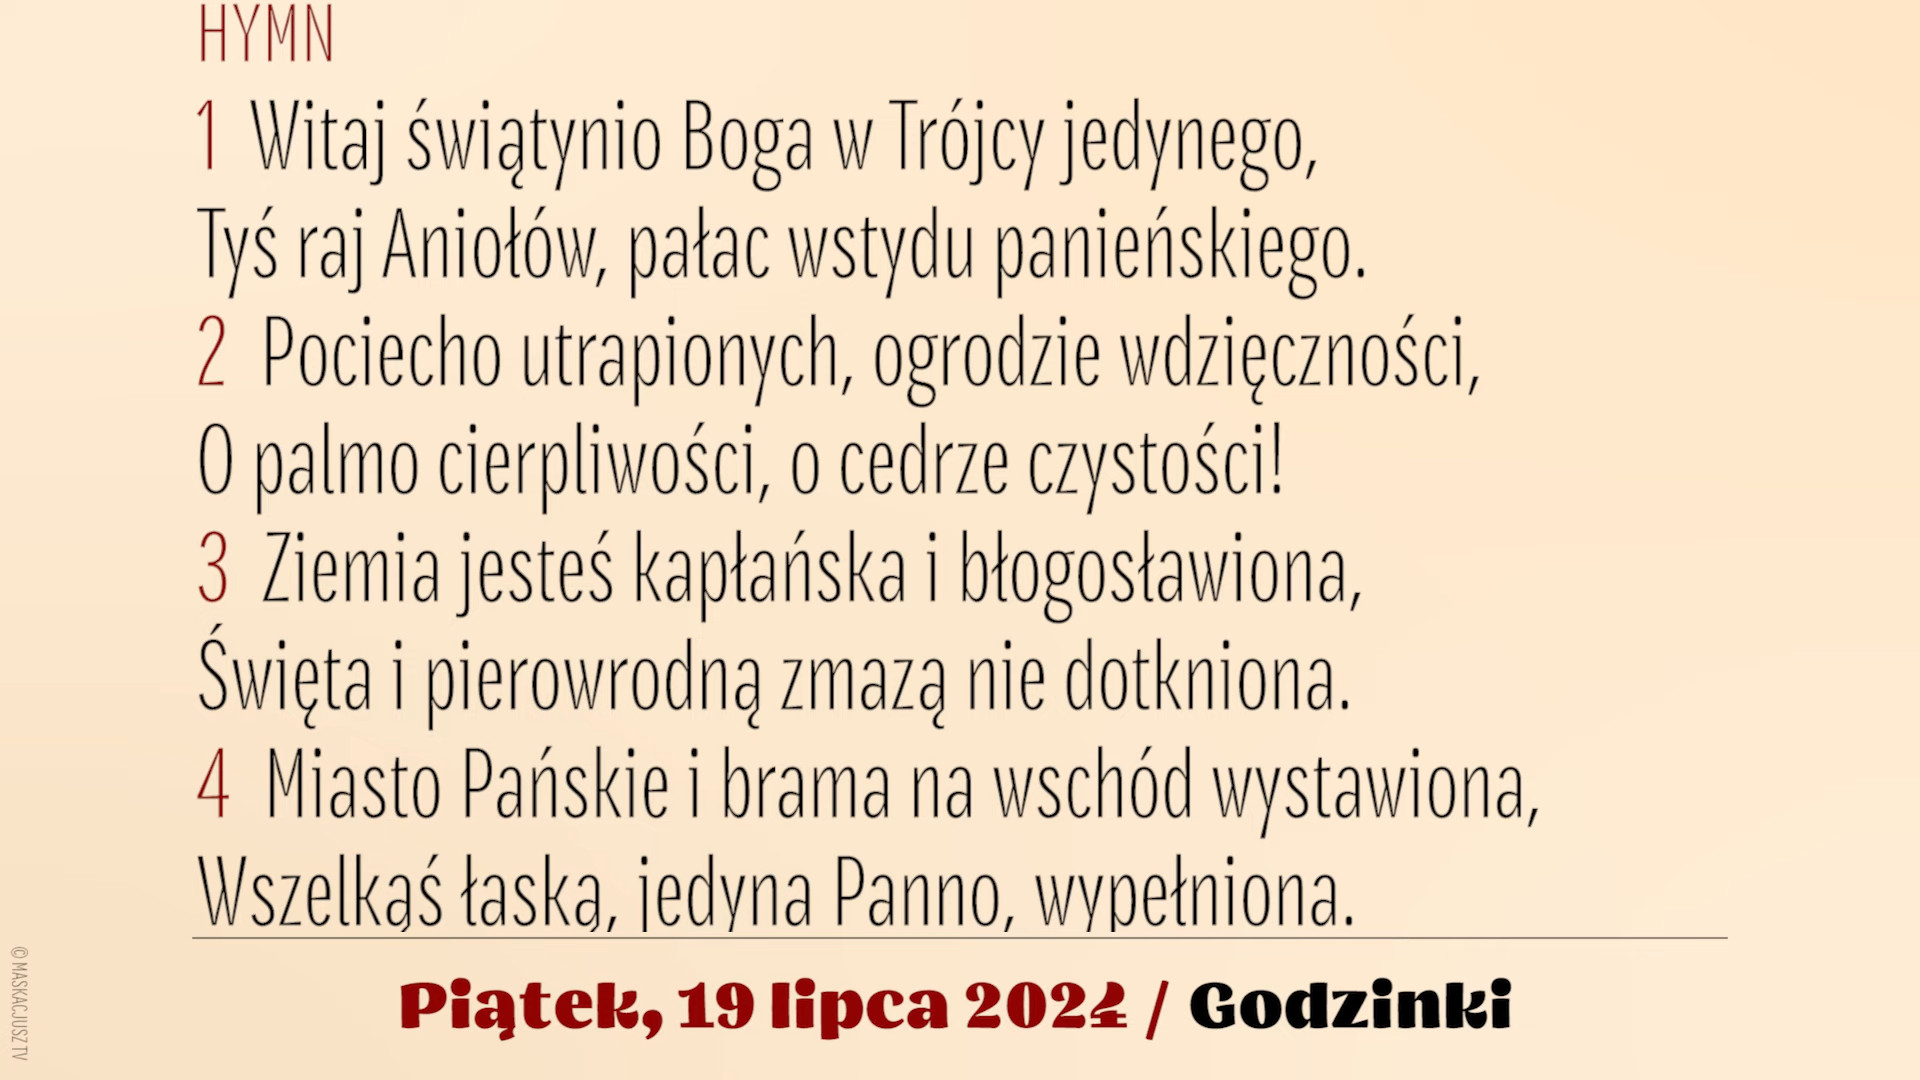 HYMN
1 Witaj świątynio Boga w Trójcy jedynego,
Tyś raj Aniołów, pałac wstydu panieńskiego.
2 Pociecho utrapionych, ogrodzie wdzięczności,
O palmo cierpliwości, o cedrze czystości!
3 Ziemia jesteś kapłańska i błogosławiona,
Święta i pierowrodną zmazą nie dotkniona.
4 Miasto Pańskie i brama na wschód wystawiona,
Wszelkąś łaską, jedyna Panno, wypełniona.
Piątek, 19 lipca 2024 / Godzinki
© MASKACJUSZ TV